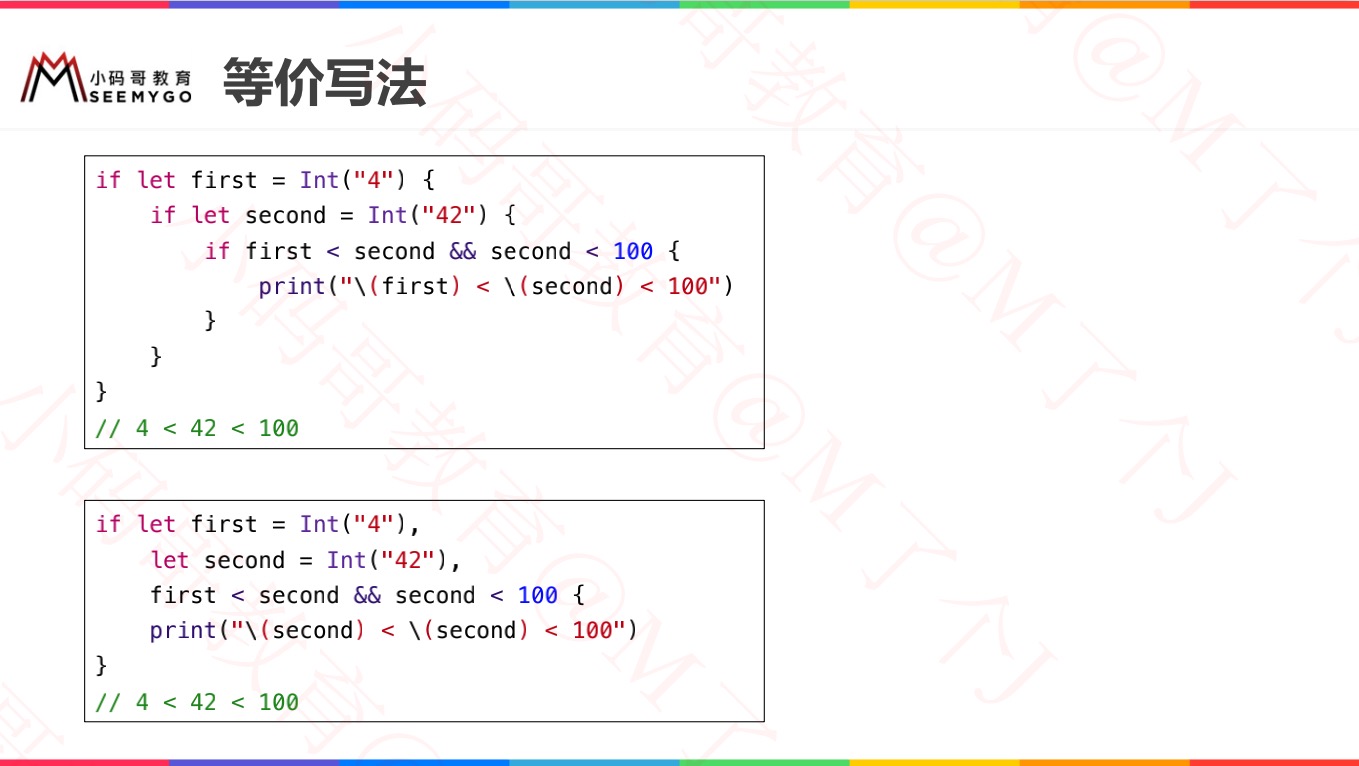 小码哥教育
SEEMYGO
等价写法
if let first = Int("4") {
    if let second = Int("42") {
        if first < second && second < 100 {
            print("\(first) < \(second) < 100")
        }
    }
}
// 4 < 42 < 100
if let first = Int("4"),
    let second = Int("42"),
    first < second && second < 100 {
    print("\(second) < \(second) < 100")
}
// 4 < 42 < 100
小码哥教育@M了个J
小码哥教育@M了个J
小码哥教育@M了个J